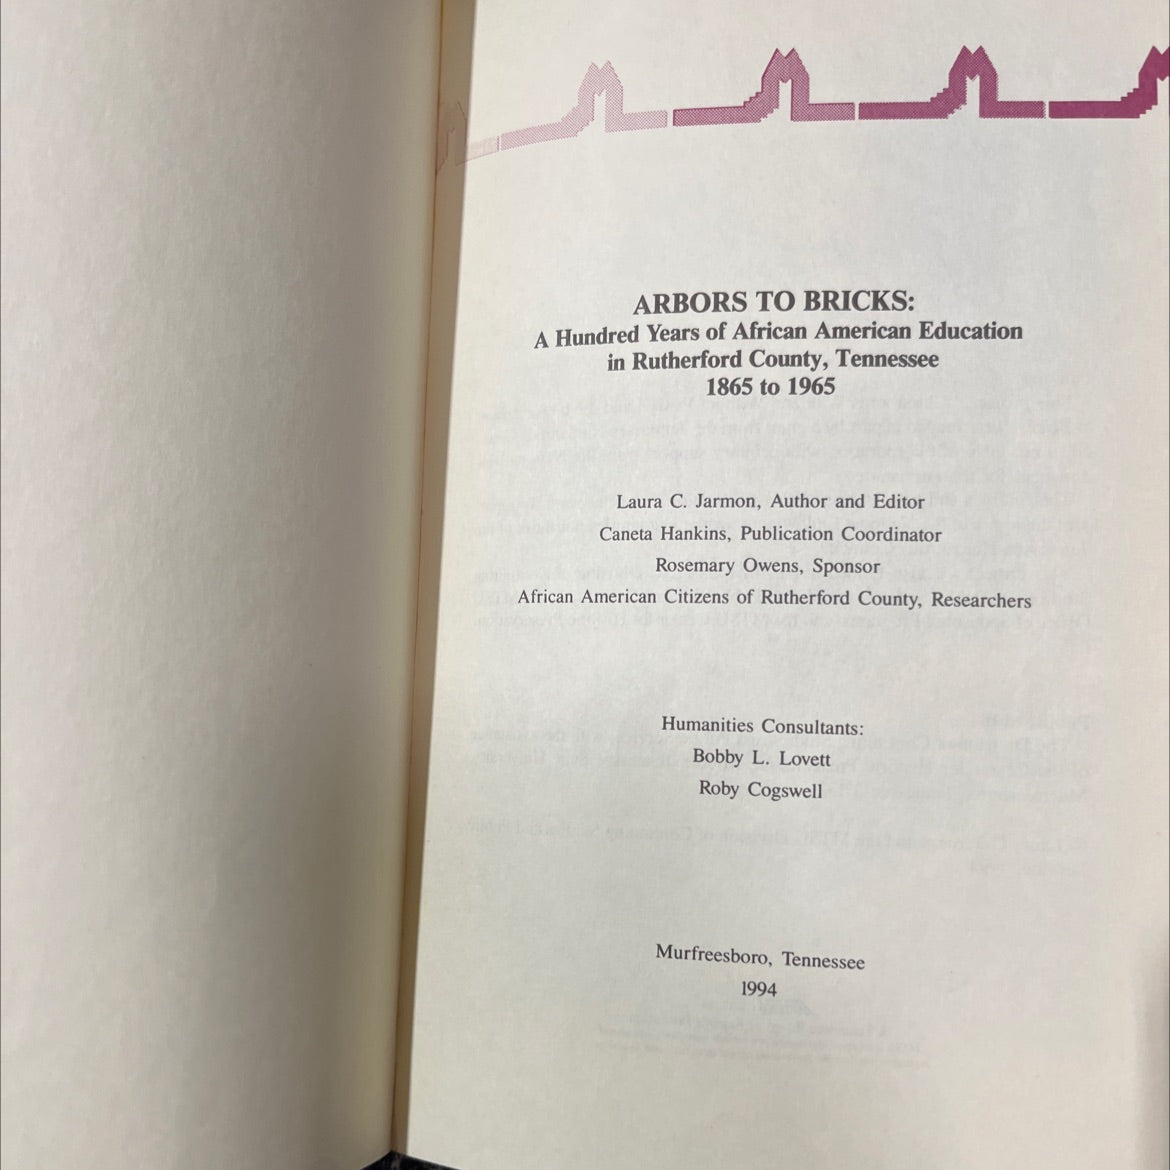 ARBORS TO BRICKS:
A Hundred Years of African American Education
in Rutherford County, Tennessee
1865 to 1965
Laura C. Jarmon, Author and Editor
Caneta Hankins, Publication Coordinator
Rosemary Owens, Sponsor
African American Citizens of Rutherford County, Researchers
Humanities Consultants:
Bobby L. Lovett
Roby Cogswell
Murfreesboro, Tennessee
1994